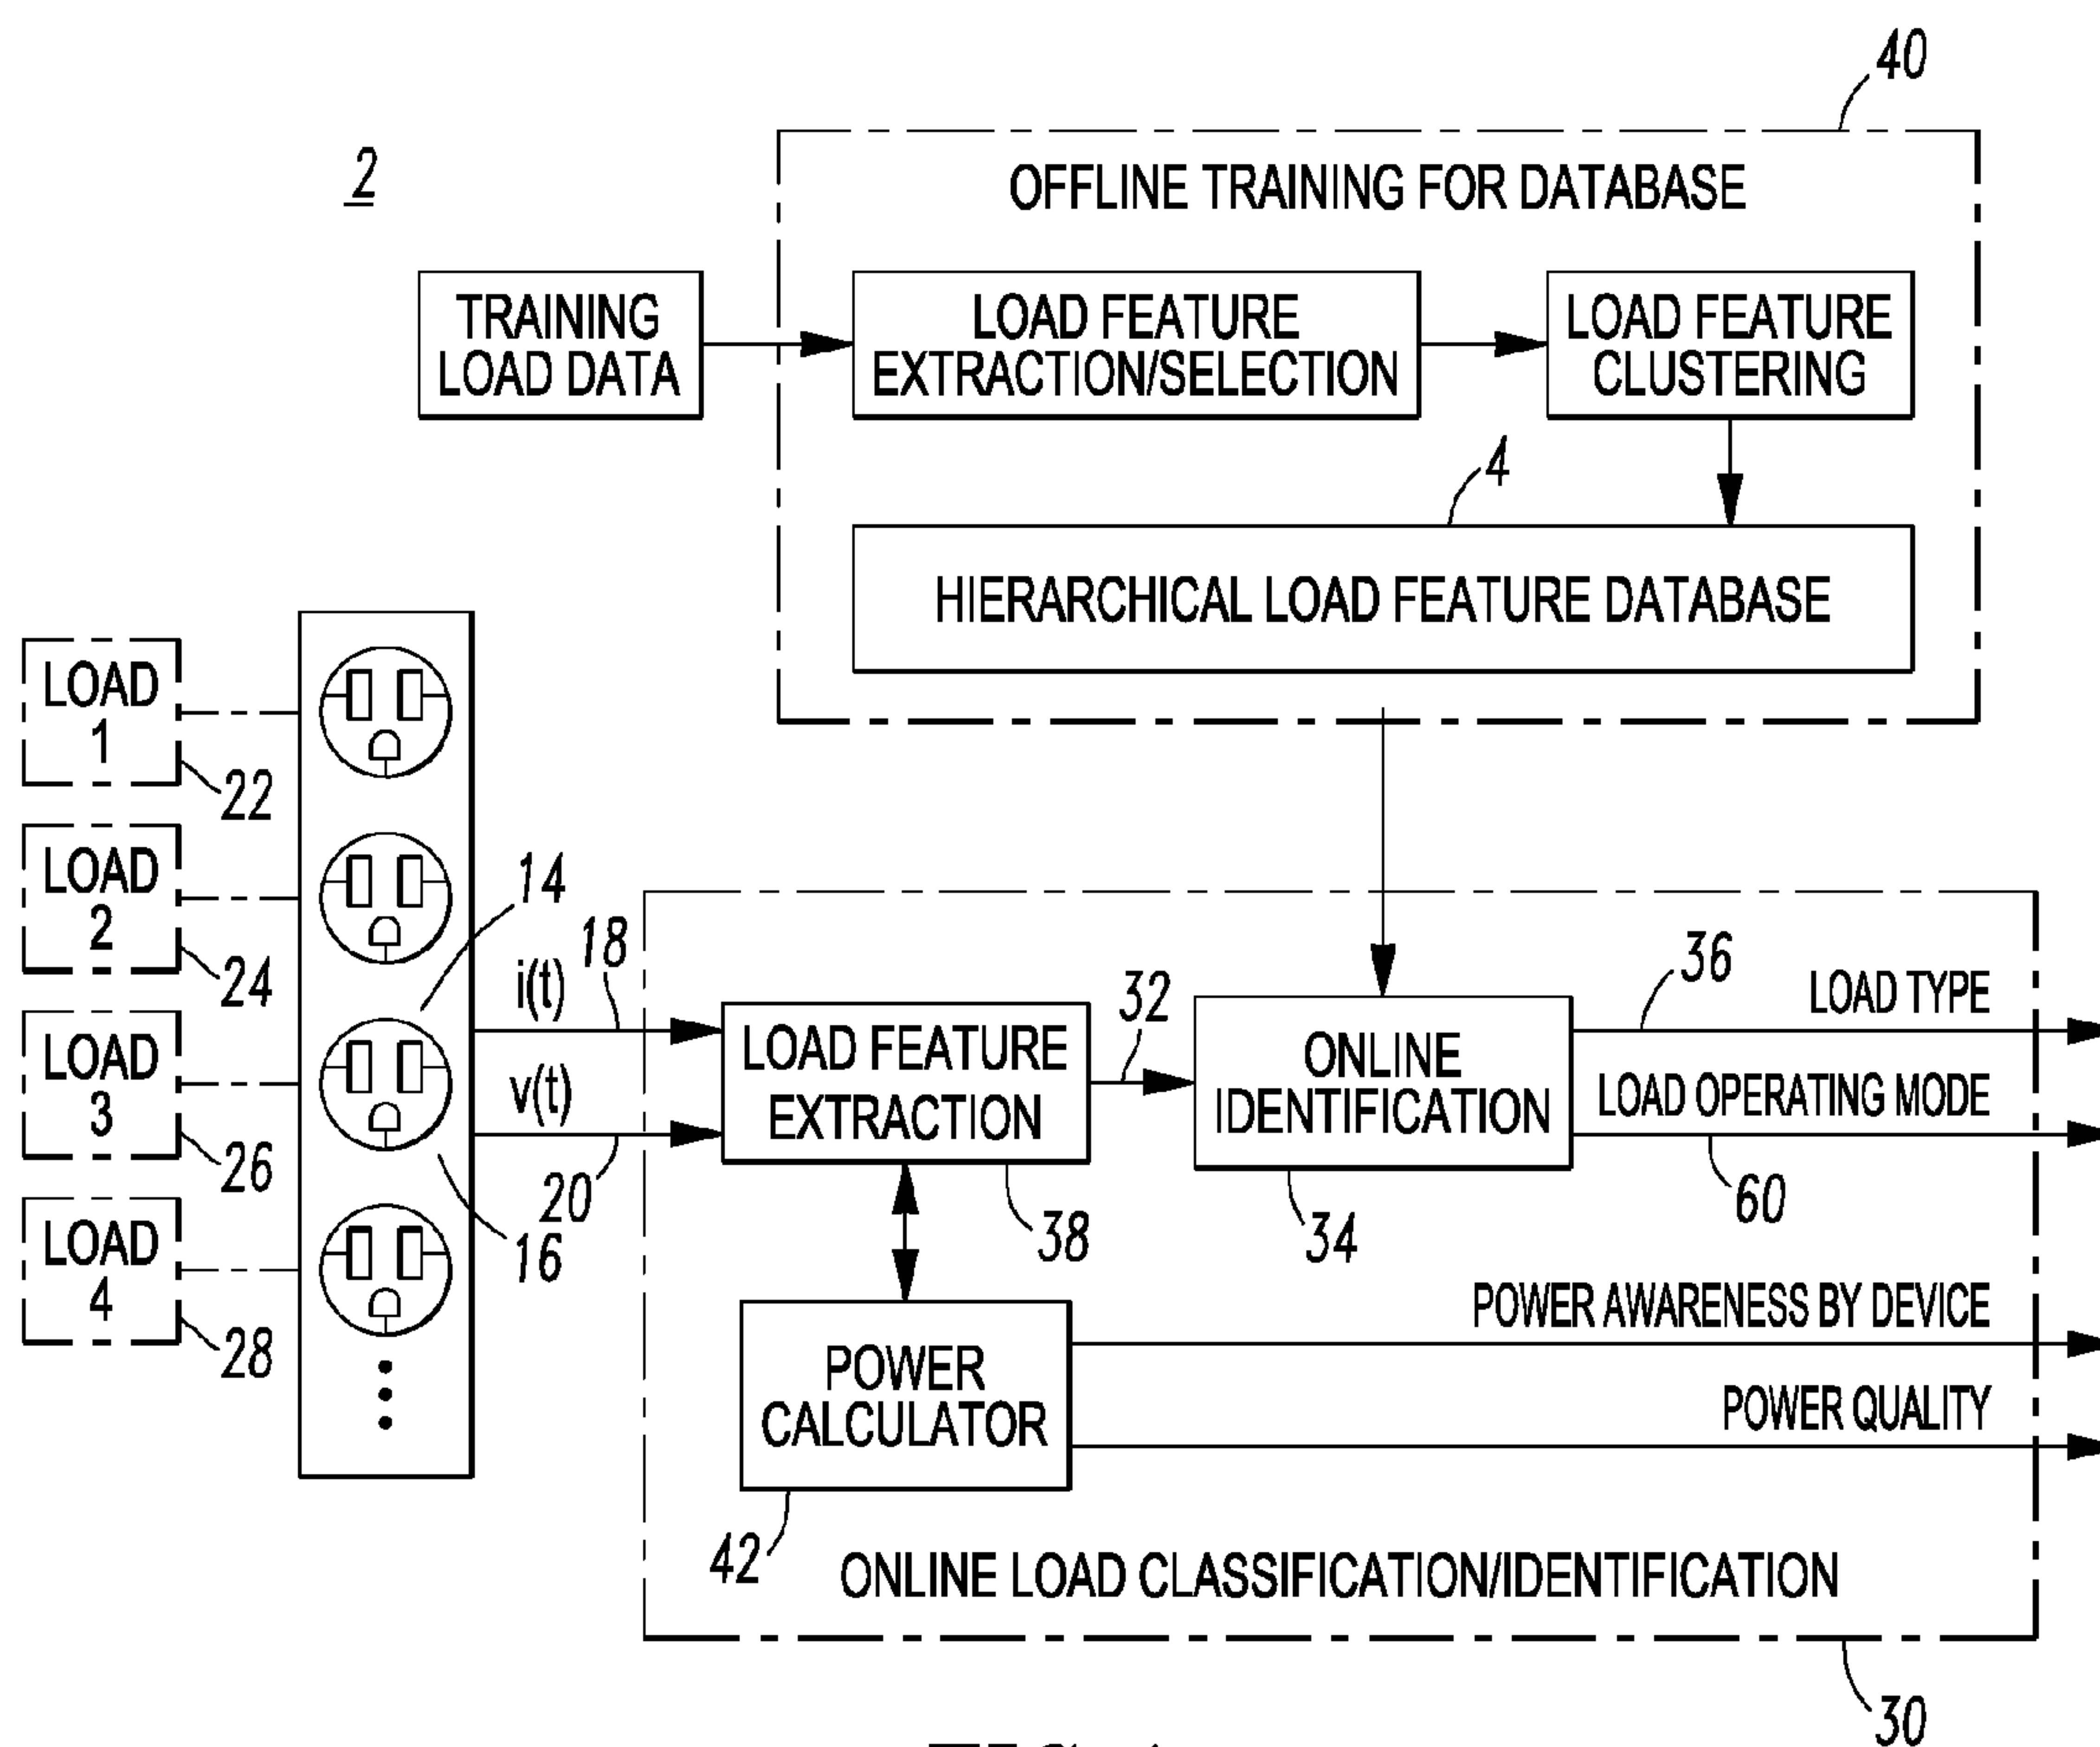 40
2
OFFLINE TRAINING FOR DATABASE
TRAINING
LOAD DATA
LOAD FEATURE
EXTRACTION/SELECTION
LOAD FEATURE
CLUSTERING
4
HIERARCHICAL LOAD FEATURE DATABASE
LOAD
1
22
LOAD
2
24
LOAD
3
26
LOAD
4
28
14
16
i(t)
18
v(t)
20
LOAD FEATURE
EXTRACTION
38
32
ONLINE
IDENTIFICATION
34
36
LOAD TYPE
LOAD OPERATING MODE
60
POWER
CALCULATOR
42
POWER AWARENESS BY DEVICE
POWER QUALITY
ONLINE LOAD CLASSIFICATION/IDENTIFICATION
30